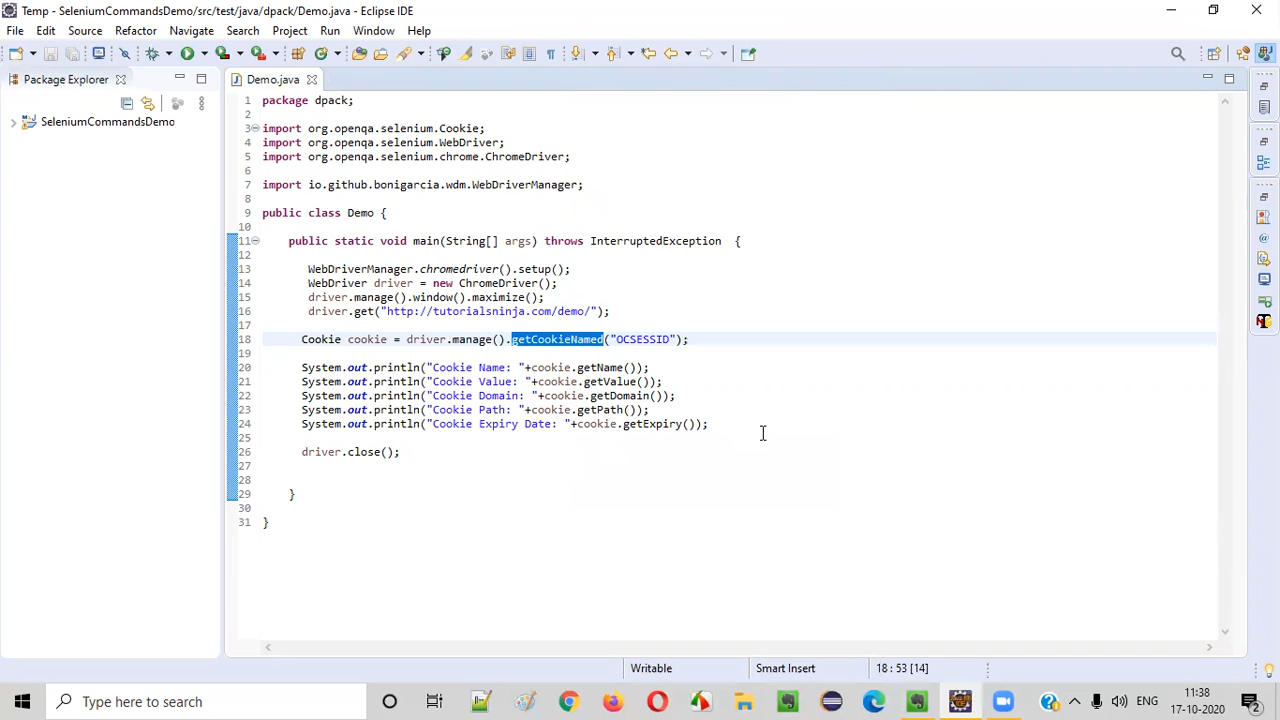 Temp - SeleniumCommandsDemo/src/test/java/dpack/Demo.java - Eclipse IDE
File Edit Source Refactor Navigate Search Project Run Window Help
Package Explorer
Demo.java
SeleniumCommandsDemo
1 package dpack;
2
3 import org.openqa.selenium.Cookie;
4 import org.openqa.selenium.WebDriver;
5 import org.openqa.selenium.chrome.ChromeDriver;
6
7 import io.github.bonigarcia.wdm.WebDriverManager;
8
9 public class Demo {
10
11 public static void main(String[] args) throws InterruptedException {
12
13 WebDriverManager.chromedriver().setup();
14 WebDriver driver = new ChromeDriver();
15 driver.manage().window().maximize();
16 driver.get("http://tutorialsninja.com/demo/");
17
18 Cookie cookie = driver.manage().getCookieNamed("OCSESSID");
19
20 System.out.println("Cookie Name: "+cookie.getName());
21 System.out.println("Cookie Value: "+cookie.getValue());
22 System.out.println("Cookie Domain: "+cookie.getDomain());
23 System.out.println("Cookie Path: "+cookie.getPath());
24 System.out.println("Cookie Expiry Date: "+cookie.getExpiry());
25
26 driver.close();
27
28
29 }
30
31 }
Writable Smart Insert 18 : 53 [14]
Type here to search
ENG
11:38
17-10-2020
2